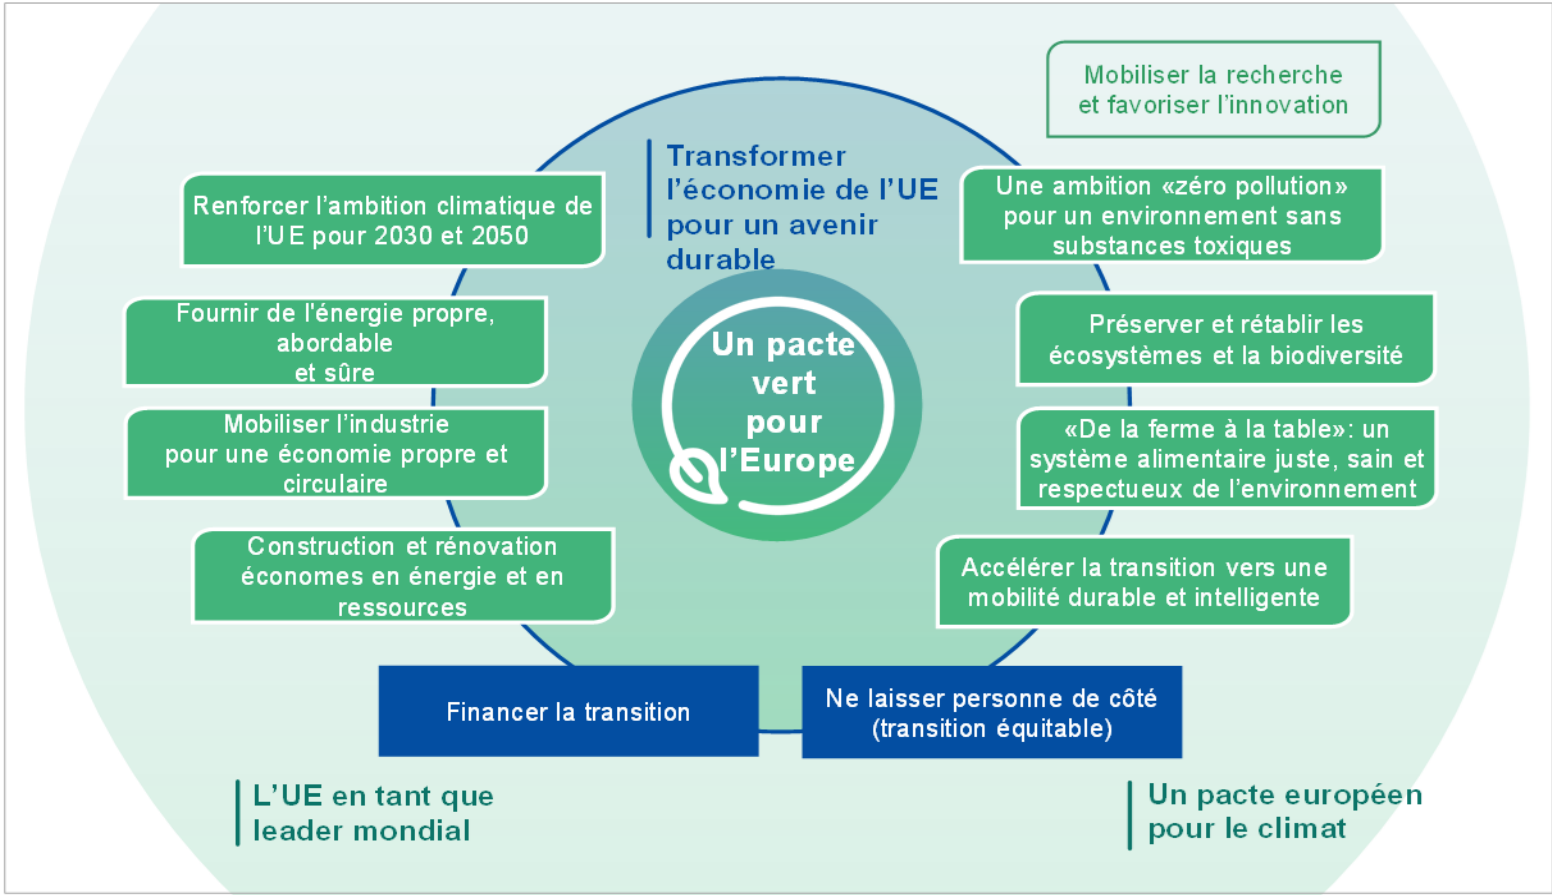 Mobiliser la recherche
et favoriser l’innovation
Transformer
l’économie de l’UE
pour un avenir
durable
Renforcer l’ambition climatique de
l’UE pour 2030 et 2050
Une ambition «zéro pollution»
pour un environnement sans
substances toxiques
Fournir de l'énergie propre,
abordable
et sûre
Préserver et rétablir les
écosystèmes et la biodiversité
Un pacte
vert
pour
l’Europe
Mobiliser l’industrie
pour une économie propre et
circulaire
«De la ferme à la table»: un
système alimentaire juste, sain et
respectueux de l’environnement
Construction et rénovation
économes en énergie et en
ressources
Accélérer la transition vers une
mobilité durable et intelligente
Financer la transition
Ne laisser personne de côté
(transition équitable)
L’UE en tant que
leader mondial
Un pacte européen
pour le climat